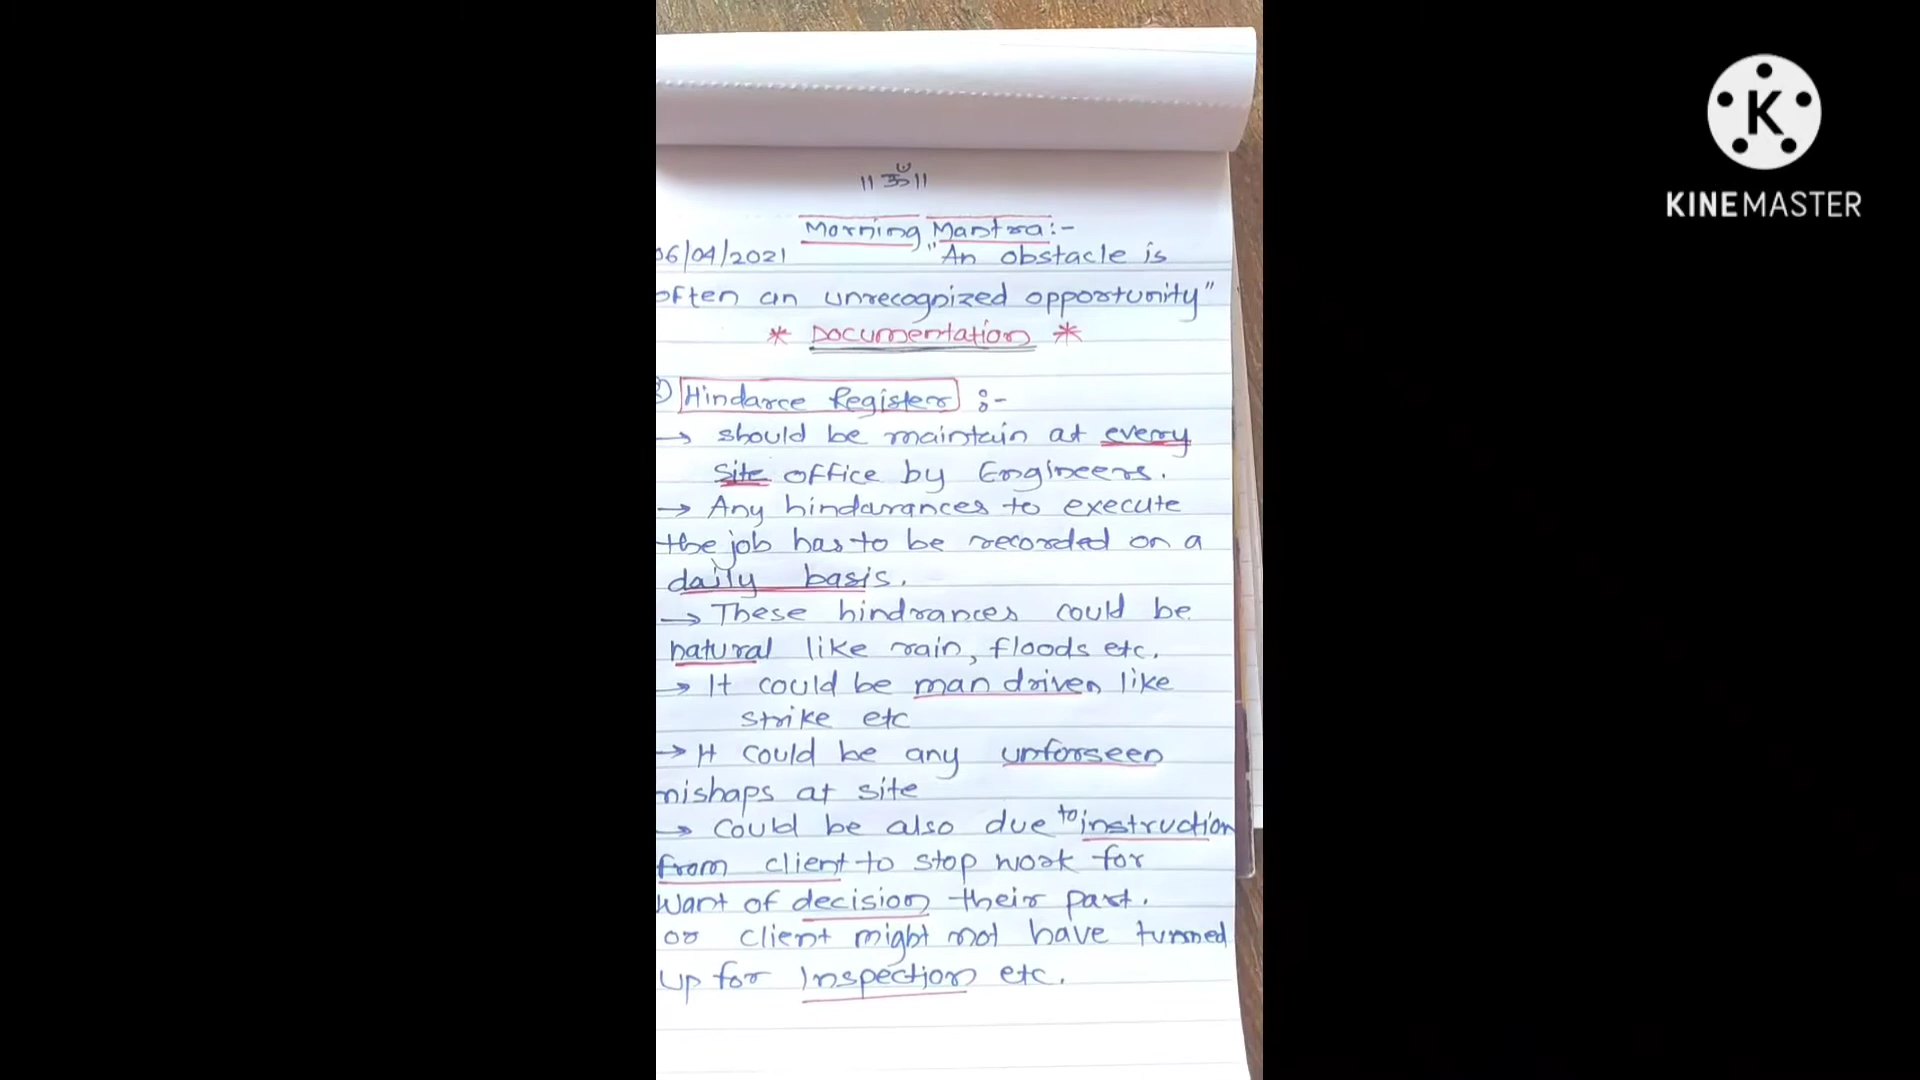 || ॐ ||
Morning Mantra:-
06/04/2021 "An obstacle is
often an unrecognized opportunity"
* Documentation *
Hindarce Register :-
→ should be maintain at every
site office by Engineers.
→ Any hindarances to execute
the job has to be recorded on a
daily basis.
→ These hindrances could be
natural like rain, floods etc.
→ It could be man driven like
strike etc
→ It could be any unforseen
mishaps at site
→ Could be also due to instruction
from client to stop work for
want of decision their part.
or client might not have turned
up for Inspection etc.
K
KINEMASTER